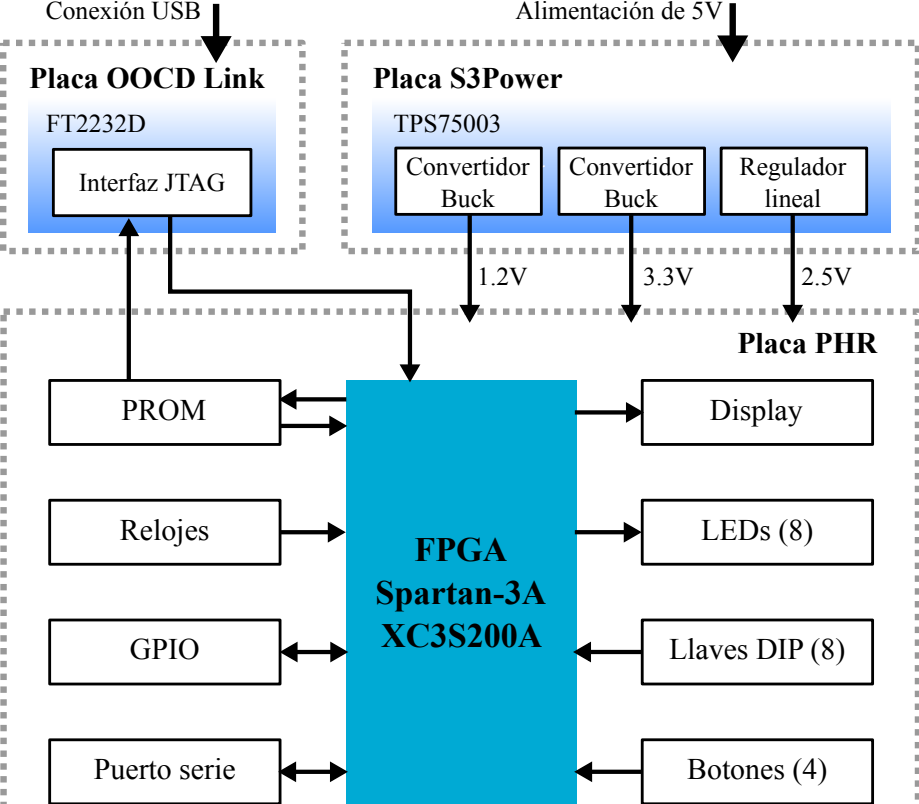 Conexión USB
Alimentación de 5V
Placa OOCD Link
FT2232D
Interfaz JTAG
Placa S3Power
TPS75003
Convertidor
Buck
Convertidor
Buck
Regulador
lineal
1.2V
3.3V
2.5V
Placa PHR
PROM
Relojes
GPIO
Puerto serie
FPGA
Spartan-3A
XC3S200A
Display
LEDs (8)
Llaves DIP (8)
Botones (4)